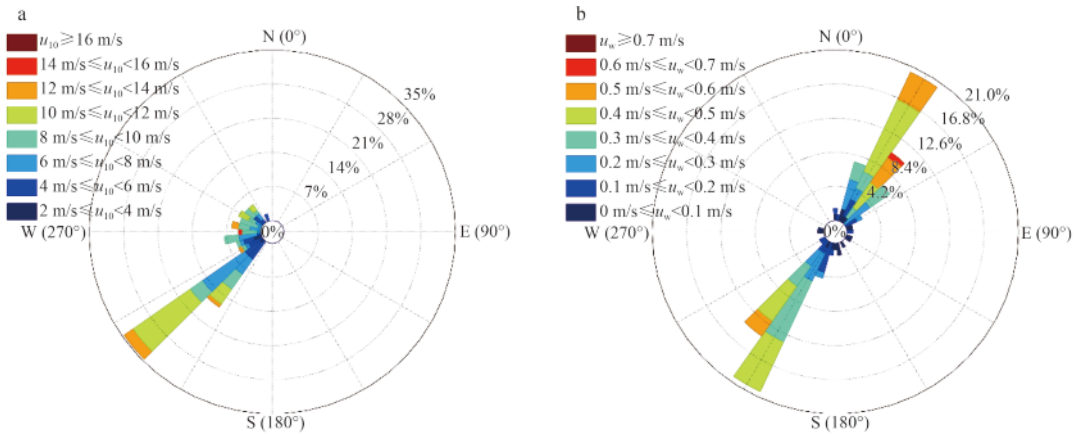 a
u10≥16 m/s
14 m/s≤u10<16 m/s
12 m/s≤u10<14 m/s
10 m/s≤u10<12 m/s
8 m/s≤u10<10 m/s
6 m/s≤u10<8 m/s
4 m/s≤u10<6 m/s
2 m/s≤u10<4 m/s
N (0°)
35%
28%
21%
14%
7%
0%
W (270°)
E (90°)
S (180°)
b
uw≥0.7 m/s
0.6 m/s≤uw<0.7 m/s
0.5 m/s≤uw<0.6 m/s
0.4 m/s≤uw<0.5 m/s
0.3 m/s≤uw<0.4 m/s
0.2 m/s≤uw<0.3 m/s
0.1 m/s≤uw<0.2 m/s
0 m/s≤uw<0.1 m/s
N (0°)
21.0%
16.8%
12.6%
8.4%
4.2%
0%
W (270°)
E (90°)
S (180°)